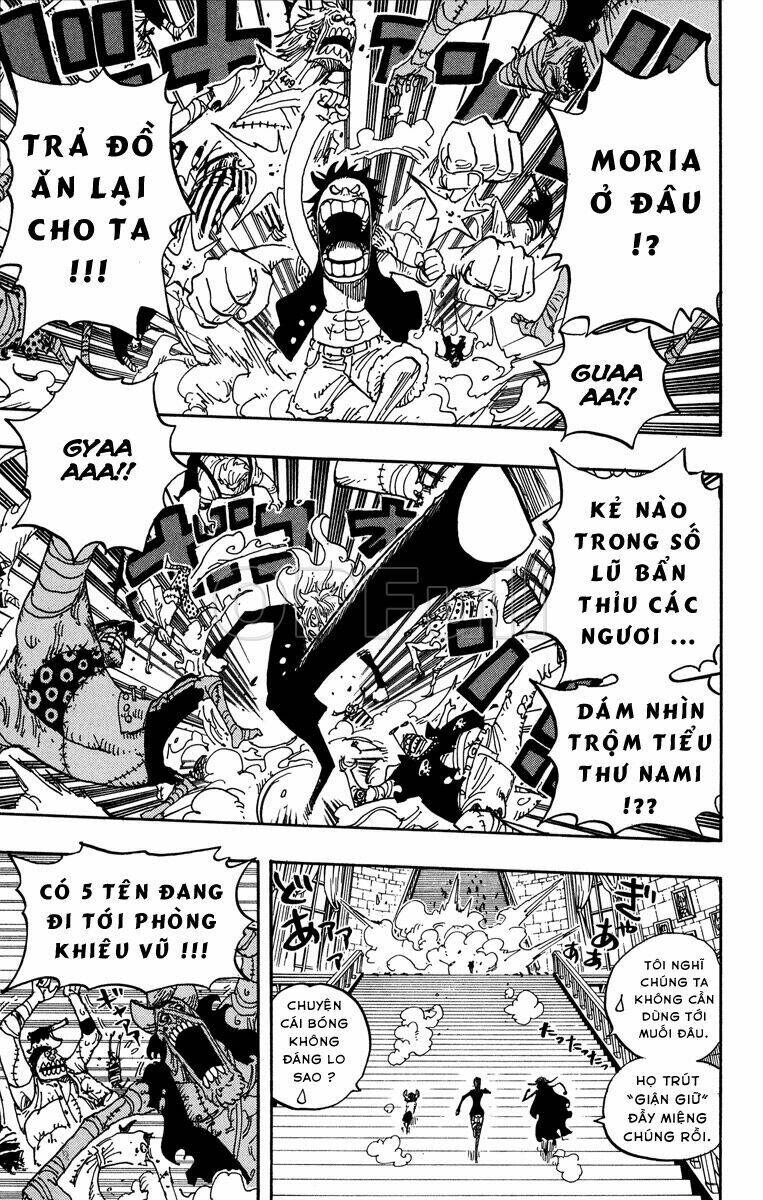 MORIA
Ở ĐÂU
!?
TRẢ ĐỒ
ĂN LẠI
CHO TA
!!!
GUAA
AA!!
KẺ NÀO
TRONG SỐ
LŨ BẨN
THỈU CÁC
NGƯƠI ...
DÁM NHÌN
TRỘM TIỂU
THƯ NAMI
!??
GYAA
AAA!!
TÔI NGHĨ
CHÚNG TA
KHÔNG CẦN
DÙNG TỚI
MUỐI ĐÂU.
HỌ TRÚT
"GIẬN GIỮ"
ĐẦY MIỆNG
CHÚNG RỒI.
CHUYỆN
CÁI BÓNG
KHÔNG
ĐÁNG LO
SAO ?
CÓ 5 TÊN ĐANG
ĐI TỚI PHÒNG
KHIÊU VŨ !!!